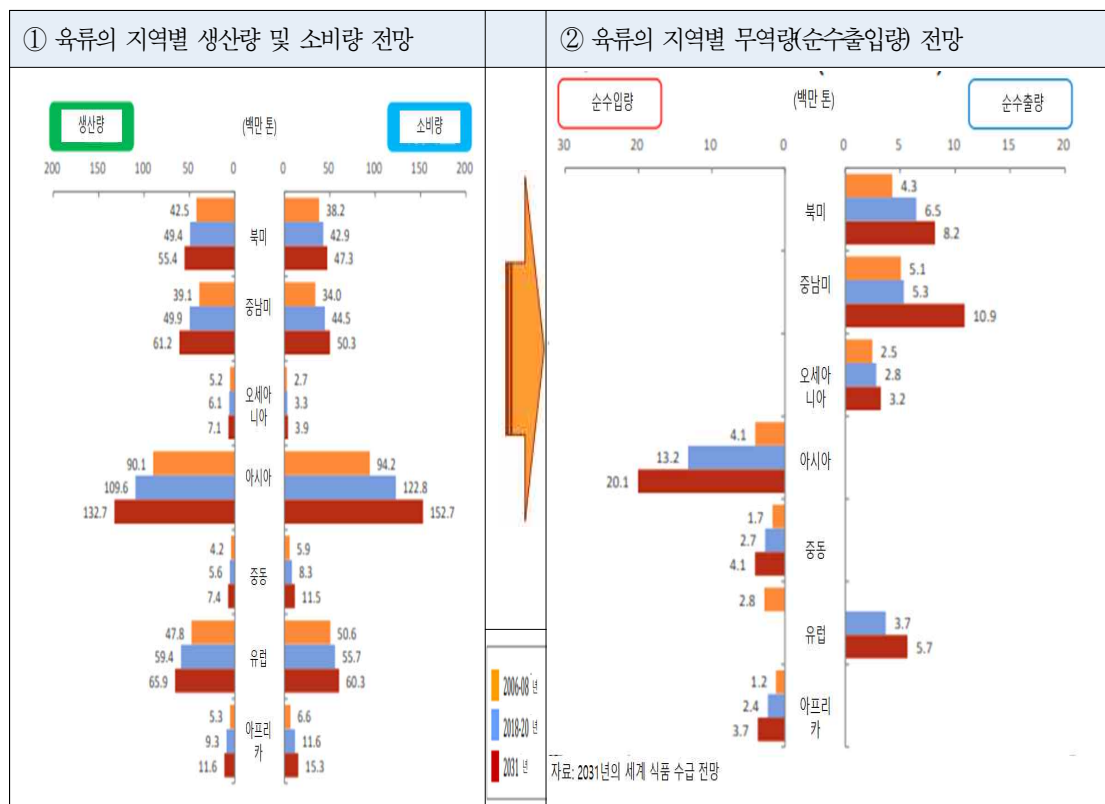 ① 육류의 지역별 생산량 및 소비량 전망
② 육류의 지역별 무역량(순수출입량) 전망
생산량
(백만 톤)
소비량
200 150 100 50 0
0 50 100 150 200
42.5 38.2
49.4 북미 42.9
55.4 47.3
39.1 34.0
49.9 중남미 44.5
61.2 50.3
5.2 2.7
6.1 오세아 3.3
니아
7.1 3.9
90.1 94.2
109.6 아시아 122.8
132.7 152.7
4.2 5.9
5.6 중동 8.3
7.4 11.5
47.8 50.6
59.4 유럽 55.7
65.9 60.3
5.3 6.6
9.3 아프리 11.6
카
11.6 15.3
2006-08 년
2018-20 년
2031 년
순수입량
(백만 톤)
순수출량
30 20 10 0
0 5 10 15 20
4.3
북미 6.5
8.2
5.1
중남미 5.3
10.9
2.5
오세아 2.8
니아
3.2
4.1
13.2 아시아
20.1
1.7
2.7 중동
4.1
2.8
유럽 3.7
5.7
1.2
2.4 아프리
카
3.7
자료: 2031년의 세계 식품 수급 전망